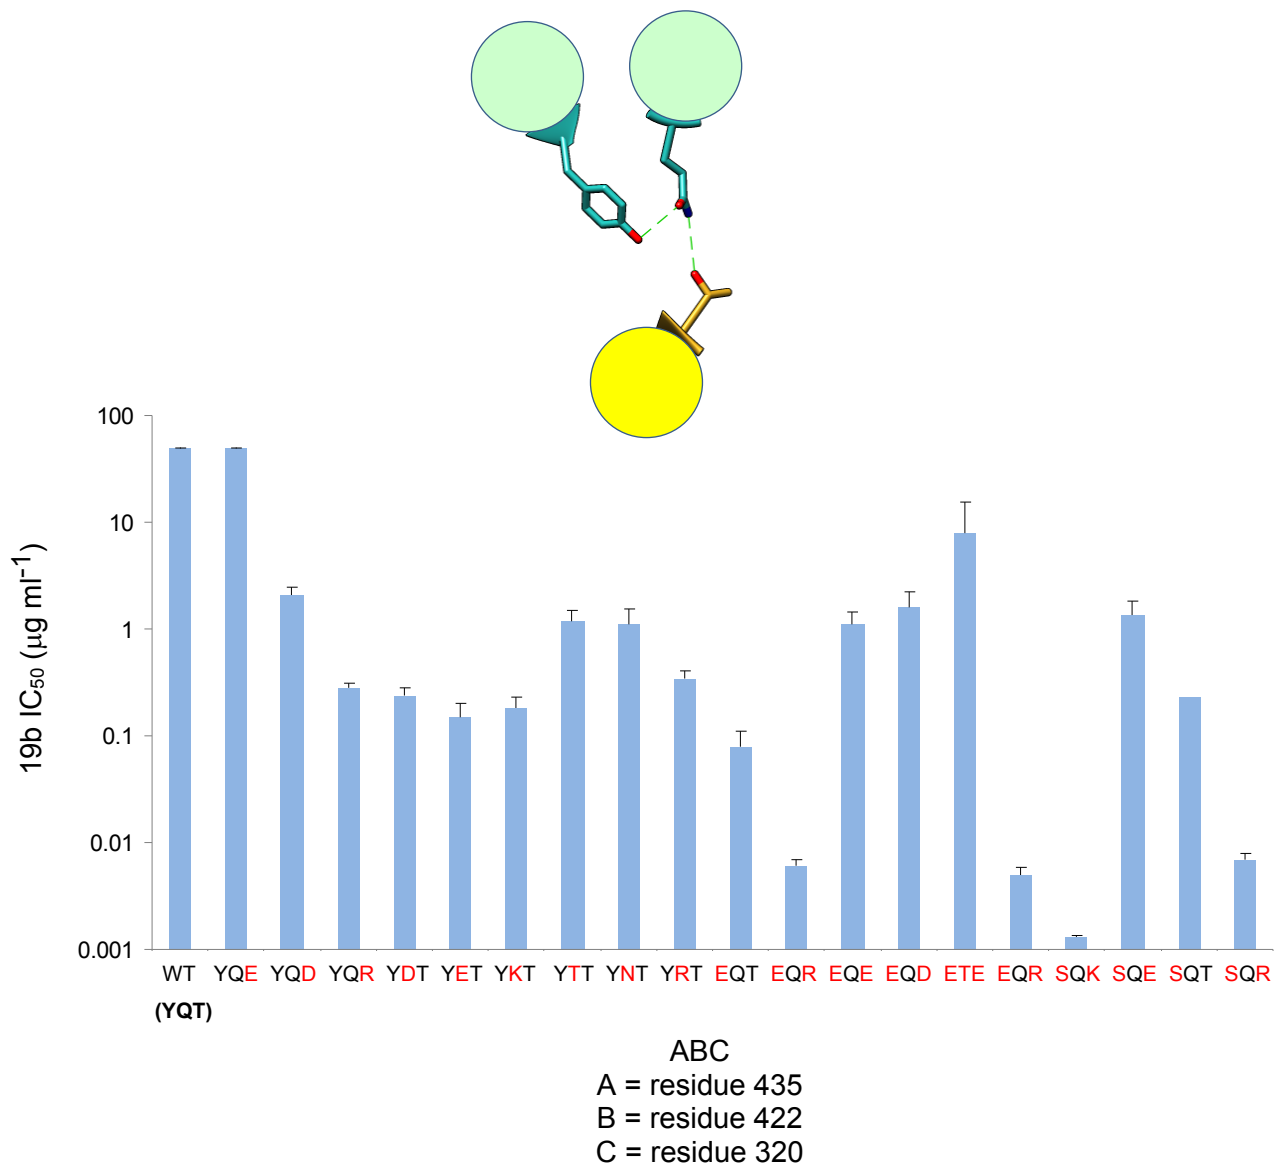 100
10
1
0.1
0.01
0.001
19b IC50 (μg ml-1)
WT YQE YQD YQR YDT YET YKT YTT YNT YRT EQT EQR EQE EQD ETE EQR SQK SQE SQT SQR
(YQT)
ABC
A = residue 435
B = residue 422
C = residue 320